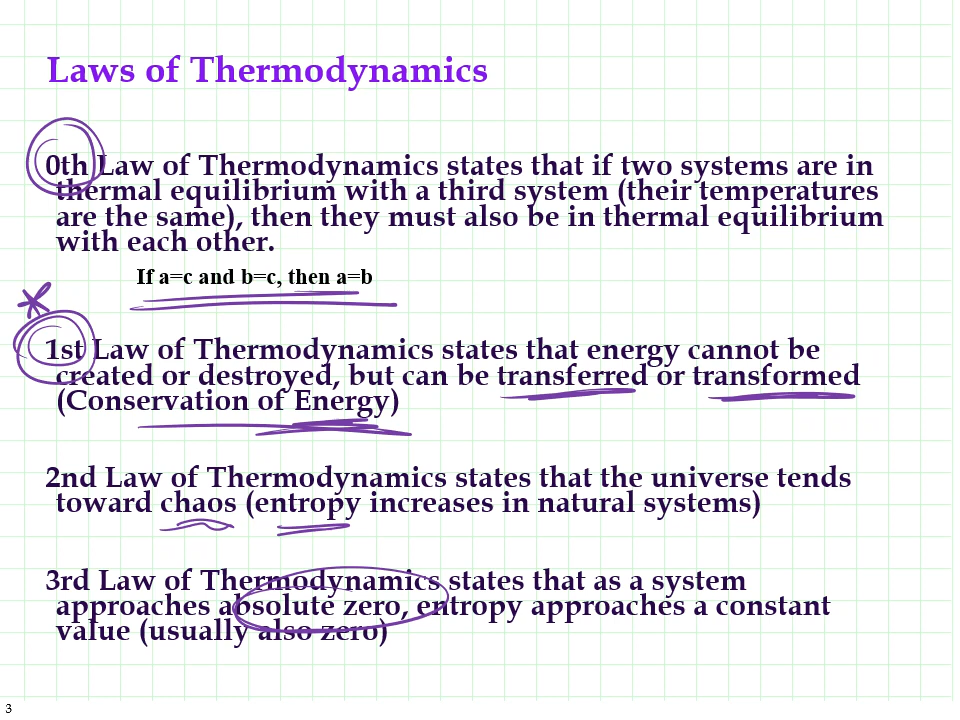 Laws of Thermodynamics
0th Law of Thermodynamics states that if two systems are in
thermal equilibrium with a third system (their temperatures
are the same), then they must also be in thermal equilibrium
with each other.
If a=c and b=c, then a=b
1st Law of Thermodynamics states that energy cannot be
created or destroyed, but can be transferred or transformed
(Conservation of Energy)
2nd Law of Thermodynamics states that the universe tends
toward chaos (entropy increases in natural systems)
3rd Law of Thermodynamics states that as a system
approaches absolute zero, entropy approaches a constant
value (usually also zero)
3